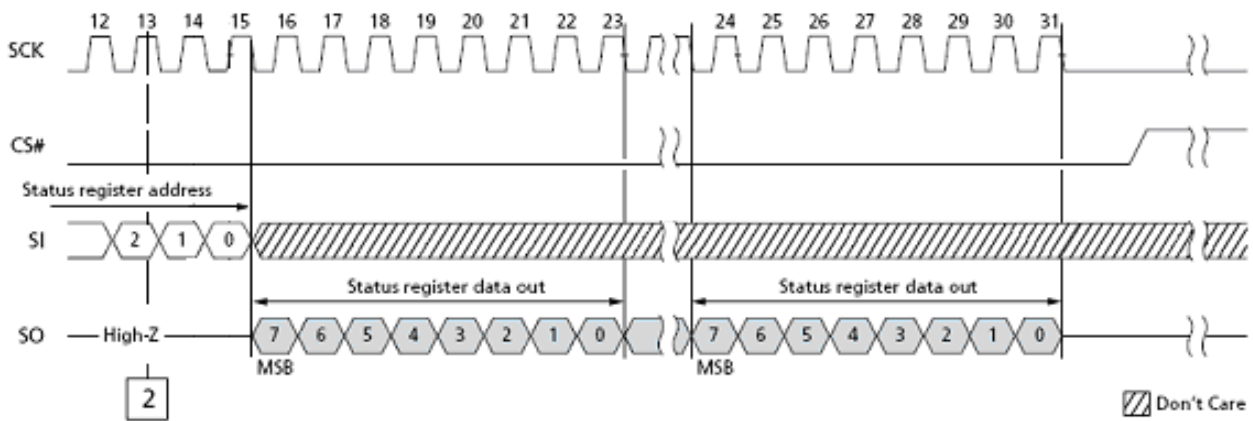 12 13 14 15 16 17 18 19 20 21 22 23 24 25 26 27 28 29 30 31
SCK
CS#
Status register address
SI 2 1 0
Status register data out Status register data out
SO High-Z 7 6 5 4 3 2 1 0 7 6 5 4 3 2 1 0
MSB MSB
2
Don't Care